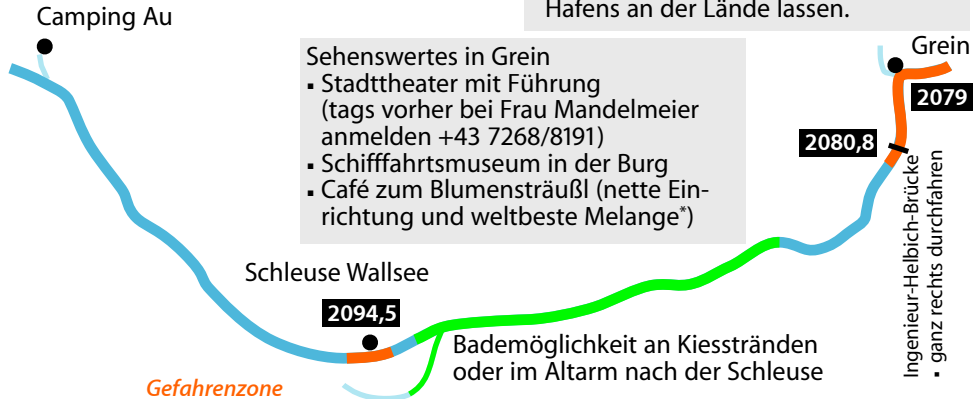 Hafens an der Lände lassen.
Camping Au
Grein
2079
Sehenswertes in Grein
▪ Stadttheater mit Führung
(tags vorher bei Frau Mandelmeier
anmelden +43 7268/8191)
▪ Schifffahrtsmuseum in der Burg
▪ Café zum Blumensträußl (nette Ein-
richtung und weltbeste Melange*)
2080,8
Ingenieur-Helbich-Brücke
▪ ganz rechts durchfahren
Schleuse Wallsee
2094,5
Bademöglichkeit an Kiesstränden
oder im Altarm nach der Schleuse
Gefahrenzone